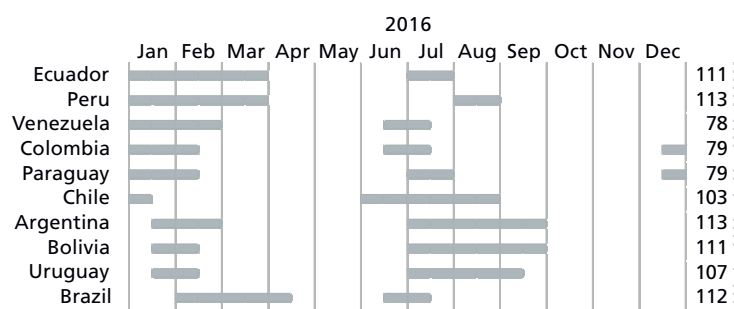 2016
Jan Feb Mar Apr May Jun Jul Aug Sep Oct Nov Dec
Ecuador 111
Peru 113
Venezuela 78
Colombia 79
Paraguay 79
Chile 103
Argentina 113
Bolivia 111
Uruguay 107
Brazil 112